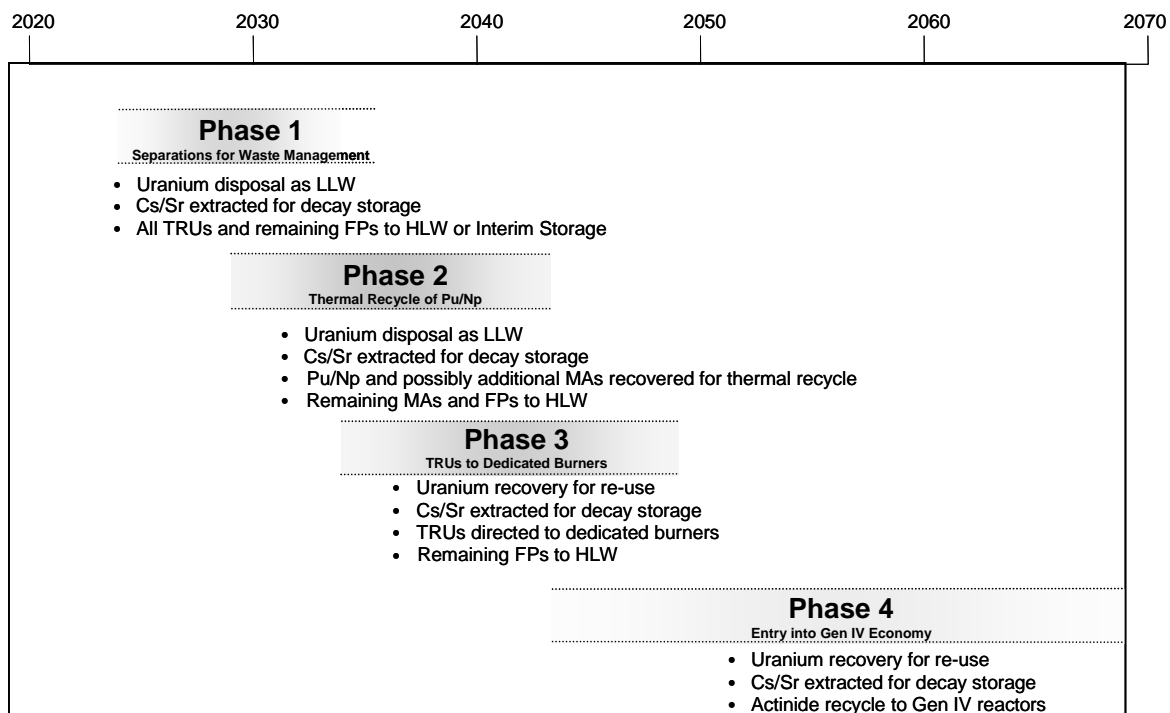 2020 2030 2040 2050 2060 2070
Phase 1
Separations for Waste Management
• Uranium disposal as LLW
• Cs/Sr extracted for decay storage
• All TRUs and remaining FPs to HLW or Interim Storage
Phase 2
Thermal Recycle of Pu/Np
• Uranium disposal as LLW
• Cs/Sr extracted for decay storage
• Pu/Np and possibly additional MAs recovered for thermal recycle
• Remaining MAs and FPs to HLW
Phase 3
TRUs to Dedicated Burners
• Uranium recovery for re-use
• Cs/Sr extracted for decay storage
• TRUs directed to dedicated burners
• Remaining FPs to HLW
Phase 4
Entry into Gen IV Economy
• Uranium recovery for re-use
• Cs/Sr extracted for decay storage
• Actinide recycle to Gen IV reactors